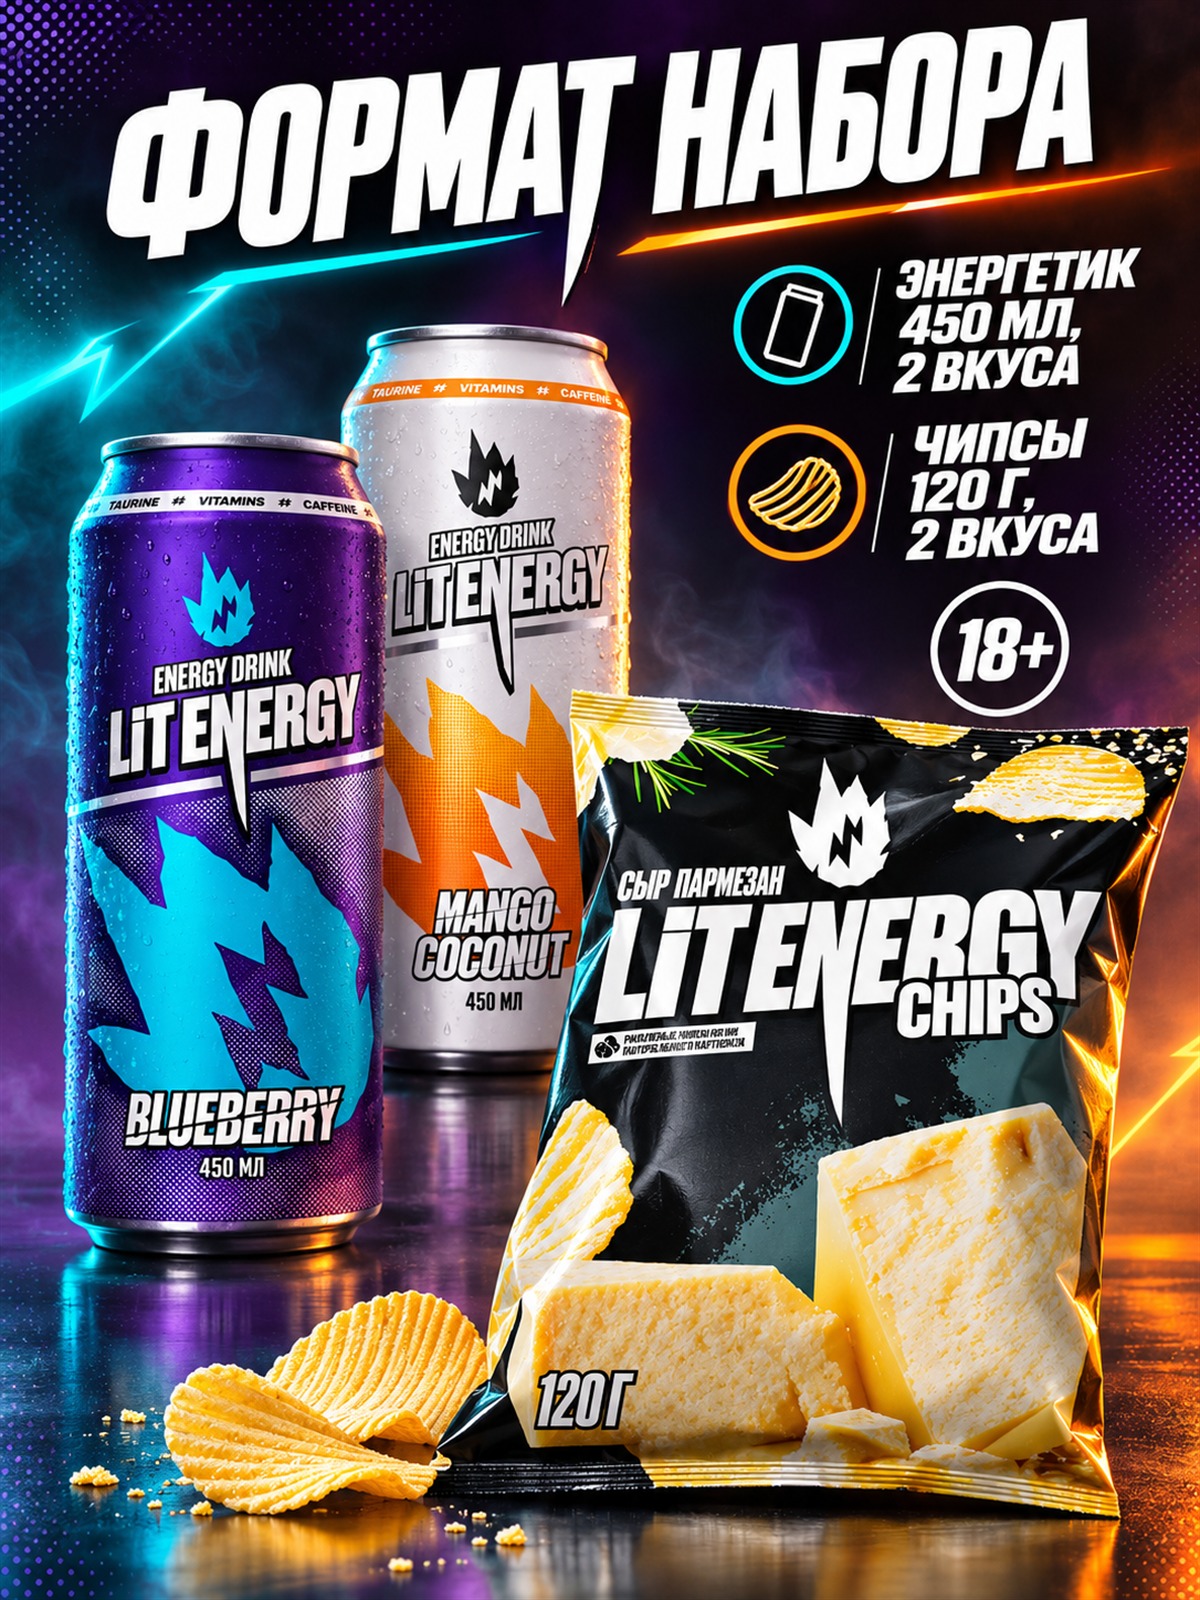 ФОРМАТ НАБОРА
ЭНЕРГЕТИК
450 МЛ,
2 ВКУСА
ЧИПСЫ
120 Г,
2 ВКУСА
18+
TAURINE # VITAMINS # CAFFEINE
ENERGY DRINK
LIT ENERGY
MANGO
COCONUT
450 МЛ
TAURINE # VITAMINS # CAFFEINE
ENERGY DRINK
LIT ENERGY
BLUEBERRY
450 МЛ
СЫР ПАРМЕЗАН
LIT ENERGY
CHIPS
120 Г